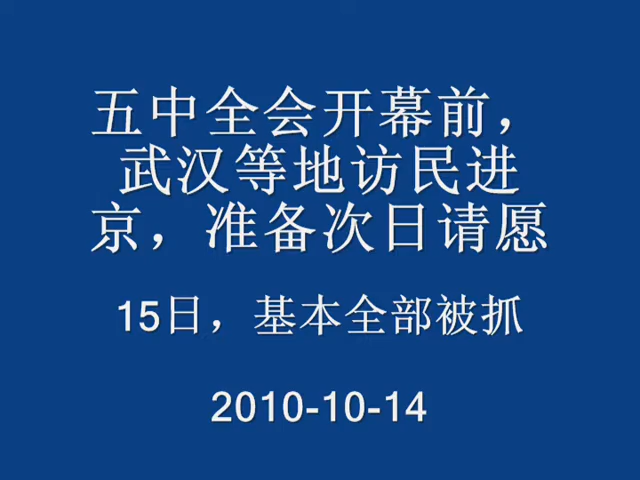 五中全会开幕前，
武汉等地访民进
京，准备次日请愿
15日，基本全部被抓
2010-10-14